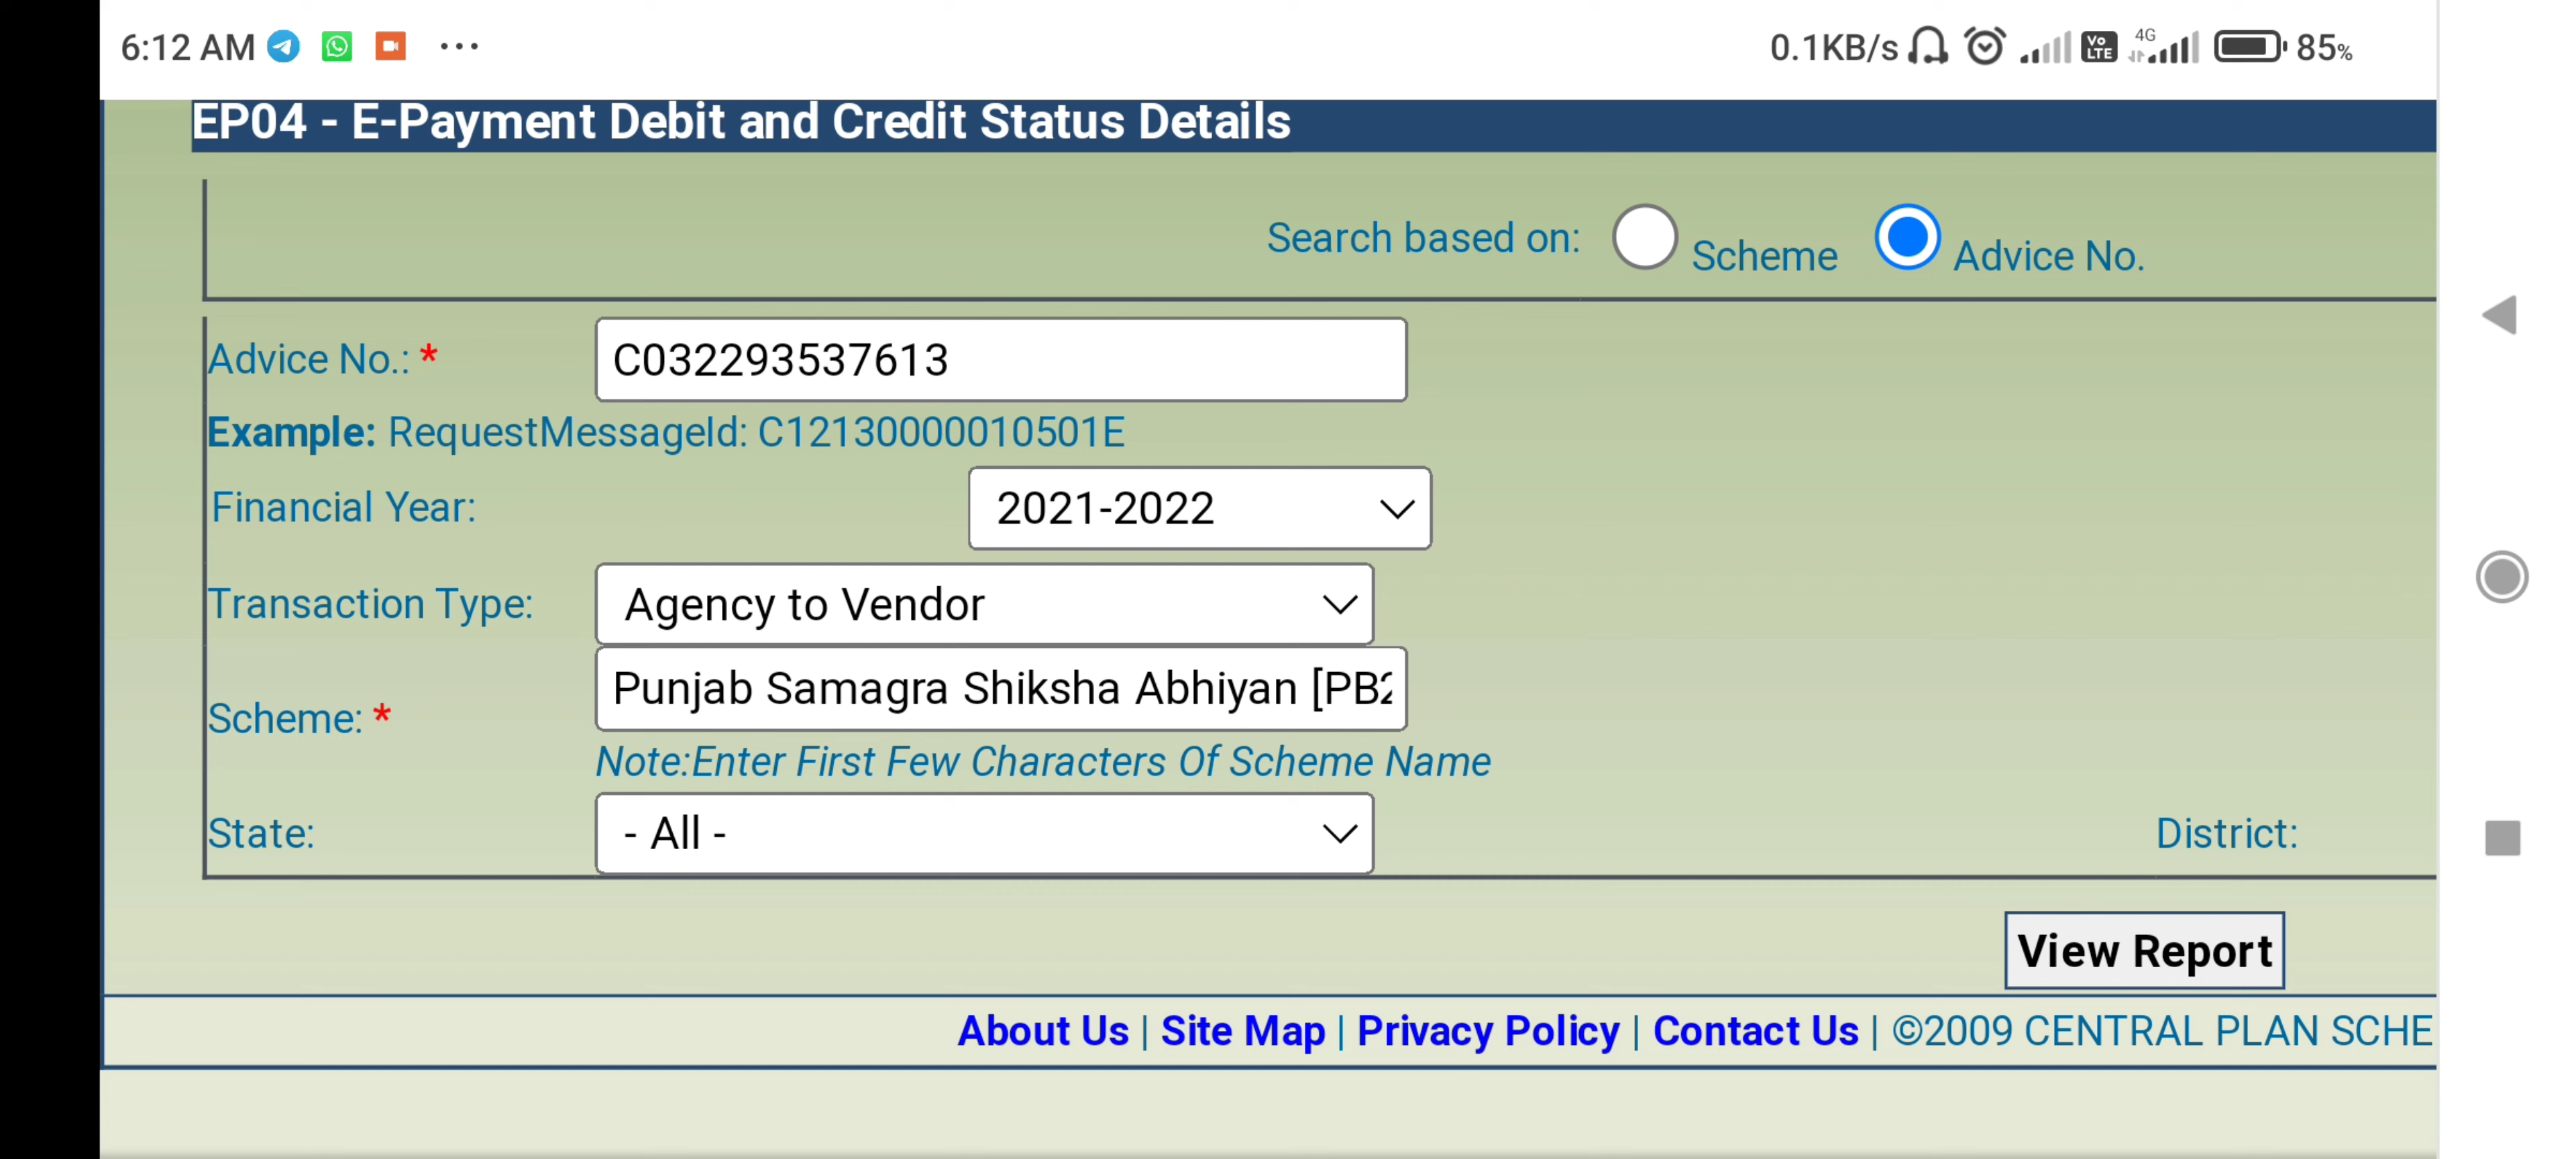 6:12 AM ... 0.1KB/s Vo LTE 4G 85%
EP04 - E-Payment Debit and Credit Status Details
Search based on: Scheme Advice No.
Advice No.: * C032293537613
Example: RequestMessageId: C12130000010501E
Financial Year: 2021-2022
Transaction Type: Agency to Vendor
Scheme: * Punjab Samagra Shiksha Abhiyan [PB2
Note:Enter First Few Characters Of Scheme Name
State: - All - District:
View Report
About Us | Site Map | Privacy Policy | Contact Us | ©2009 CENTRAL PLAN SCHE